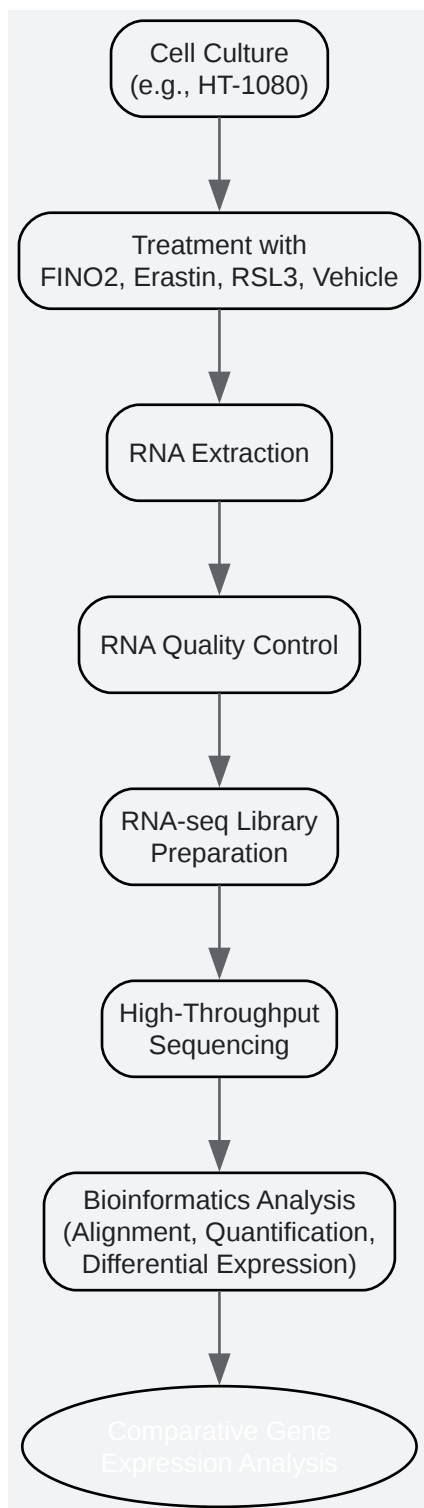 Cell Culture
(e.g., HT-1080)
Treatment with
FINO2, Erastin, RSL3, Vehicle
RNA Extraction
RNA Quality Control
RNA-seq Library
Preparation
High-Throughput
Sequencing
Bioinformatics Analysis
(Alignment, Quantification,
Differential Expression)
Comparative Gene
Expression Analysis